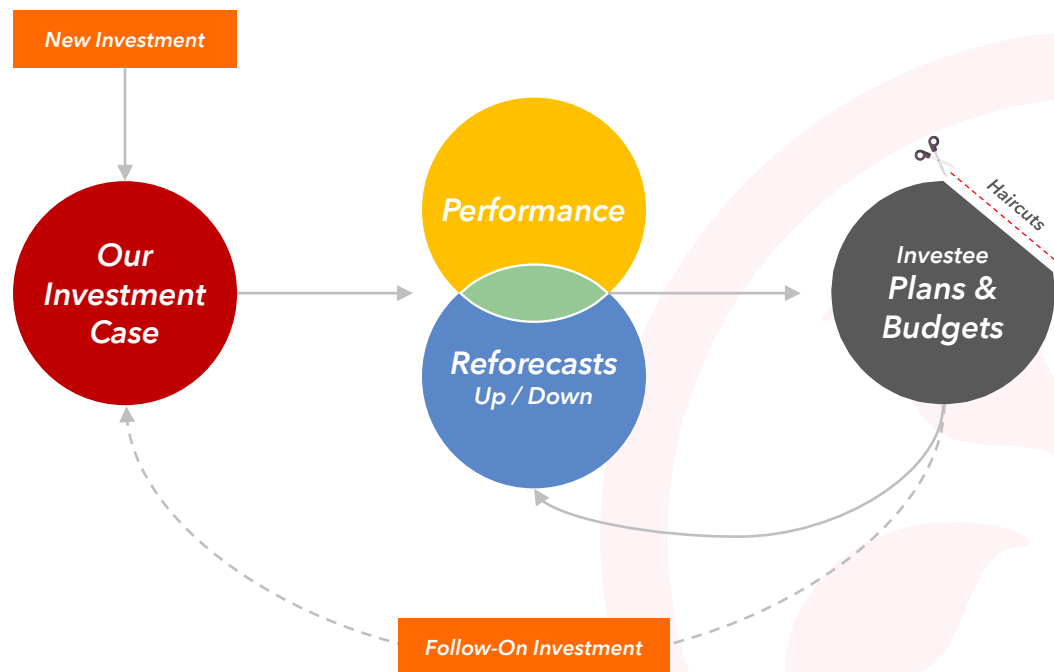 New Investment
Our
Investment
Case
Performance
Reforecasts
Up / Down
Haircuts
Investee
Plans &
Budgets
Follow-On Investment